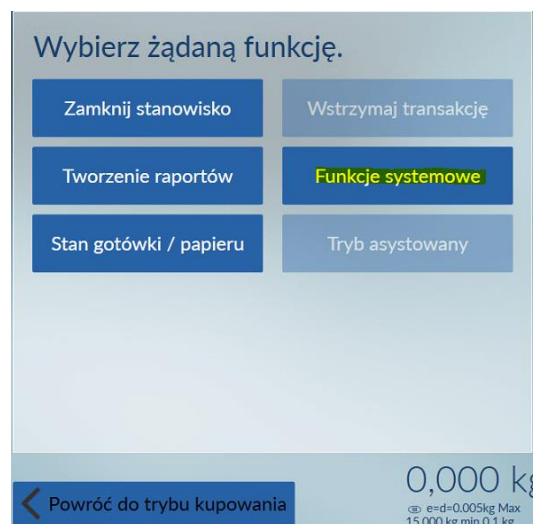 Wybierz żądaną funkcję.
Zamknij stanowisko
Wstrzymaj transakcję
Tworzenie raportów
Funkcje systemowe
Stan gotówki / papieru
Tryb asystowany
Powróć do trybu kupowania
0,000 kg
e=d=0.005kg Max
15.000 kg min 0.1 kg